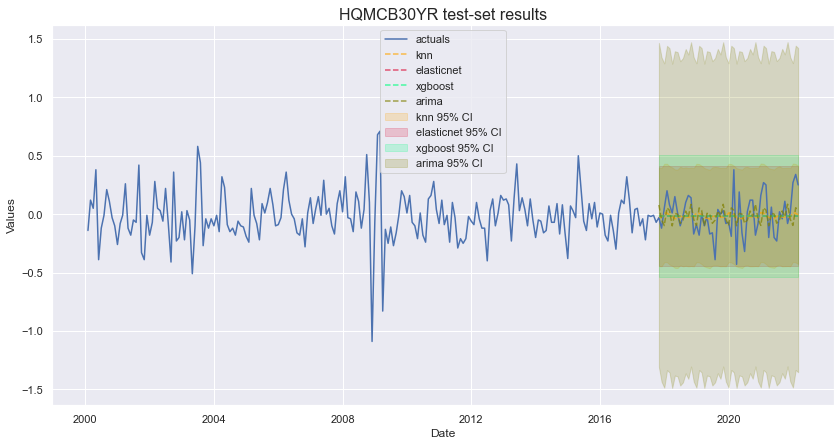 HQMCB30YR test-set results
actuals
knn
elasticnet
xgboost
arima
knn 95% CI
elasticnet 95% CI
xgboost 95% CI
arima 95% CI
Values
1.5
1.0
0.5
0.0
−0.5
−1.0
−1.5
2000
2004
2008
2012
2016
2020
Date